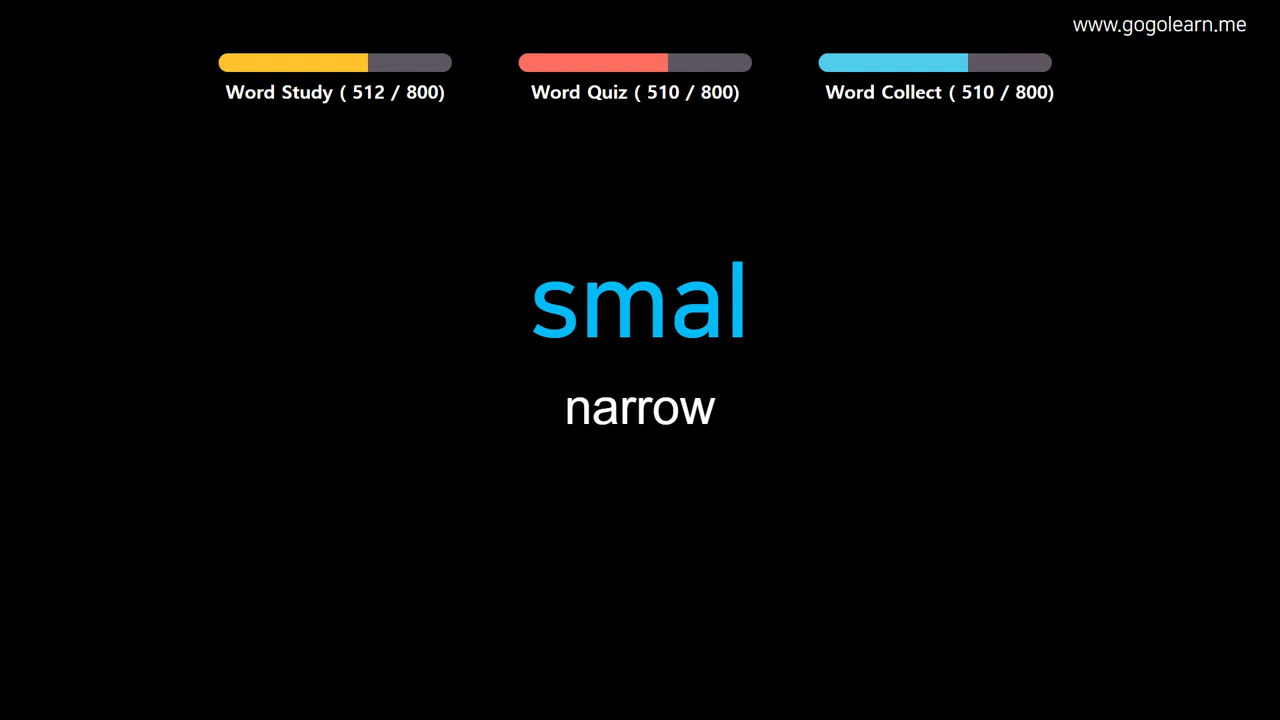 www.gogolearn.me
Word Study ( 512 / 800)
Word Quiz ( 510 / 800)
Word Collect ( 510 / 800)
smal
narrow